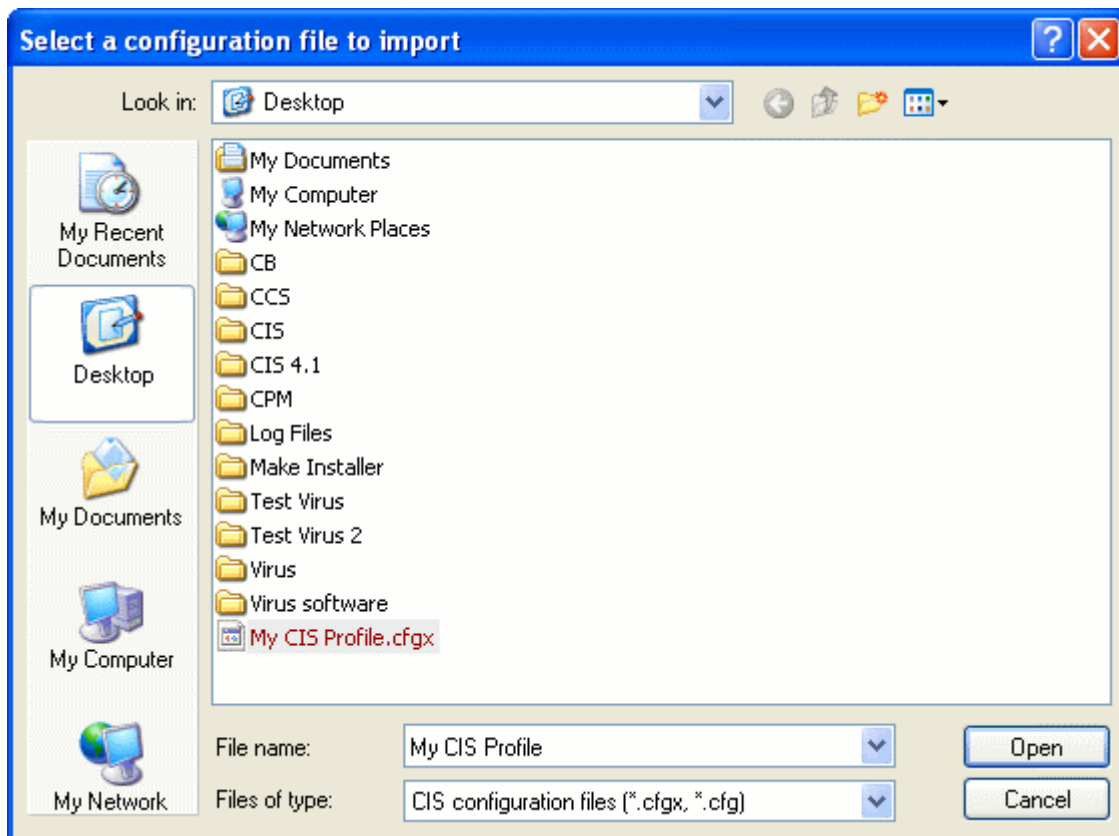 Select a configuration file to import
Look in:
Desktop
My Recent
Documents
Desktop
My Documents
My Computer
My Network
My Documents
My Computer
My Network Places
CB
CCS
CIS
CIS 4.1
CPM
Log Files
Make Installer
Test Virus
Test Virus 2
Virus
Virus software
My CIS Profile.cfgx
File name:
My CIS Profile
Open
Files of type:
CIS configuration files (*.cfgx, *.cfg)
Cancel